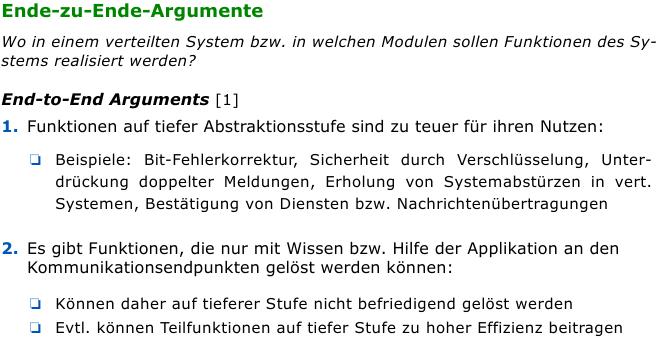 Ende-zu-Ende-Argumente
Wo in einem verteilten System bzw. in welchen Modulen sollen Funktionen des Sy-
stems realisiert werden?
End-to-End Arguments [1]
1. Funktionen auf tiefer Abstraktionsstufe sind zu teuer für ihren Nutzen:
❏ Beispiele: Bit-Fehlerkorrektur, Sicherheit durch Verschlüsselung, Unter-
drückung doppelter Meldungen, Erholung von Systemabstürzen in vert.
Systemen, Bestätigung von Diensten bzw. Nachrichtenübertragungen
2. Es gibt Funktionen, die nur mit Wissen bzw. Hilfe der Applikation an den
Kommunikationsendpunkten gelöst werden können:
❏ Können daher auf tieferer Stufe nicht befriedigend gelöst werden
❏ Evtl. können Teilfunktionen auf tiefer Stufe zu hoher Effizienz beitragen